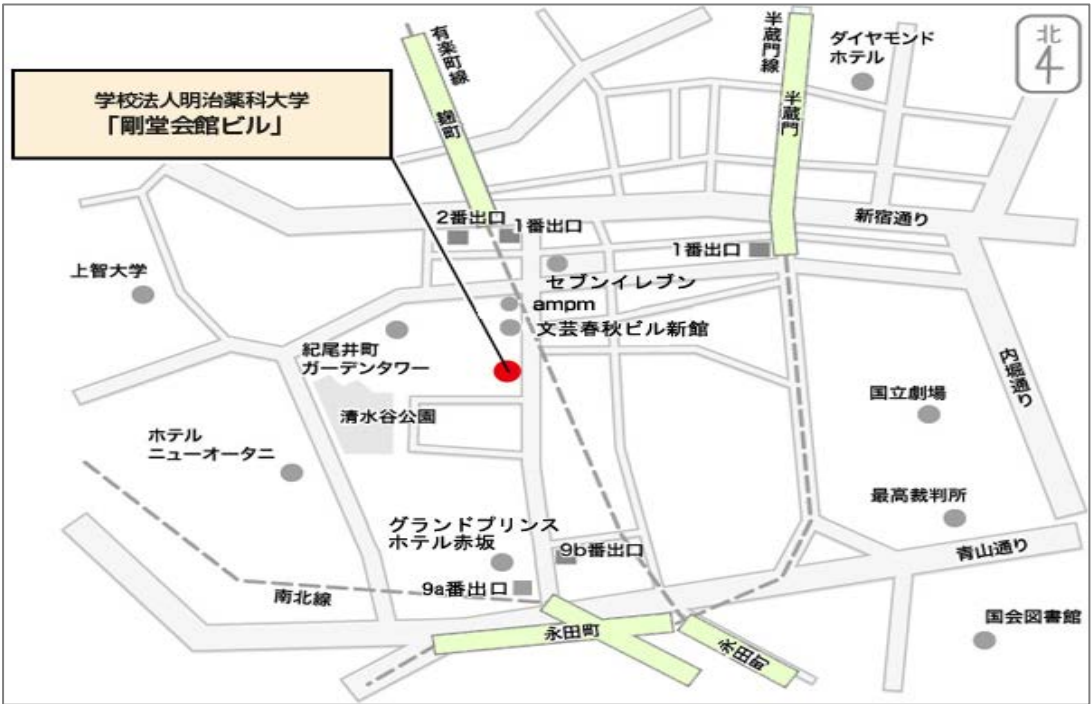 有楽町線
半蔵門線
ダイヤモンド
ホテル
北
学校法人明治薬科大学
「剛堂会館ビル」
麹町
半蔵門
2番出口
1番出口
新宿通り
1番出口
上智大学
セブンイレブン
ampm
文芸春秋ビル新館
紀尾井町
ガーデンタワー
内堀通り
国立劇場
清水谷公園
ホテル
ニューオータニ
最高裁判所
グランドプリンス
ホテル赤坂
9b番出口
青山通り
9a番出口
南北線
国会図書館
永田町
永田町